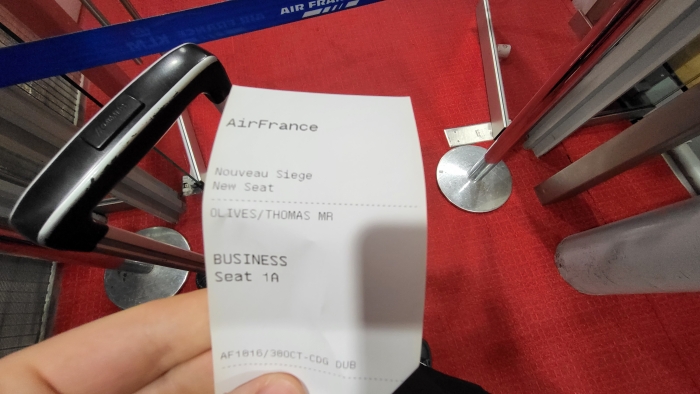 AIR FRANCE
AirFrance
Nouveau Siege
New Seat
OLIVES/THOMAS MR
BUSINESS
Seat 1A
AF1816/30OCT-CDG DUB